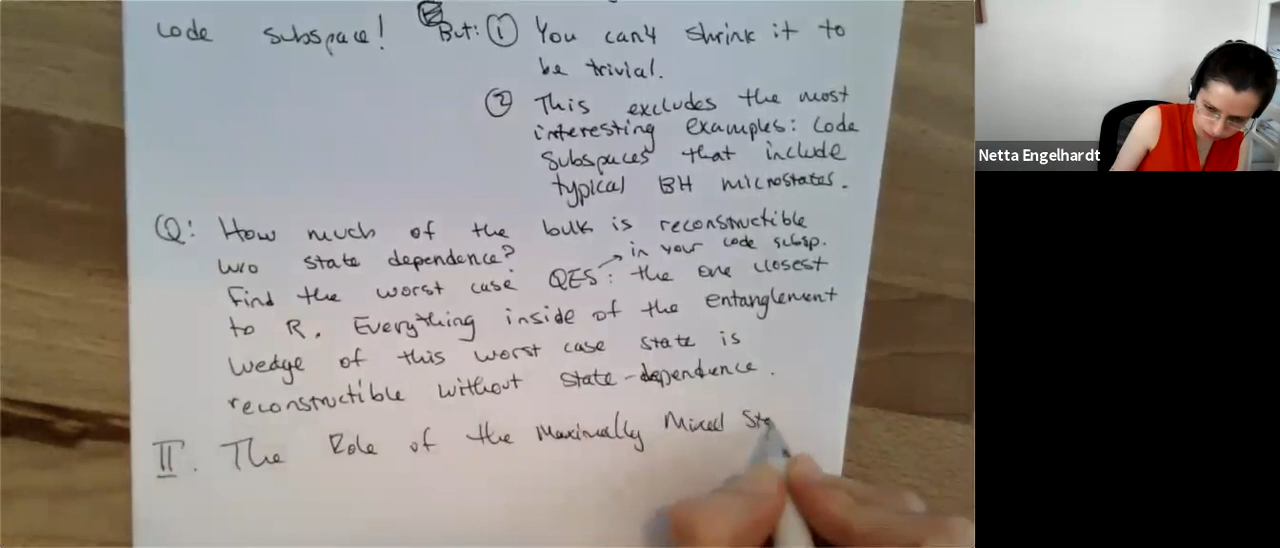 code subspace! But: ① You can't shrink it to
be trivial.
② This excludes the most
interesting examples: code
subspaces that include
typical BH microstates.
Q: How much of the bulk is reconstructible
w/o state dependence? in your code subsp.
Find the worst case QES: the one closest
to R. Everything inside of the entanglement
wedge of this worst case state is
reconstructible without state-dependence.
II. The Role of the Maximally Mixed Sta
Netta Engelhardt